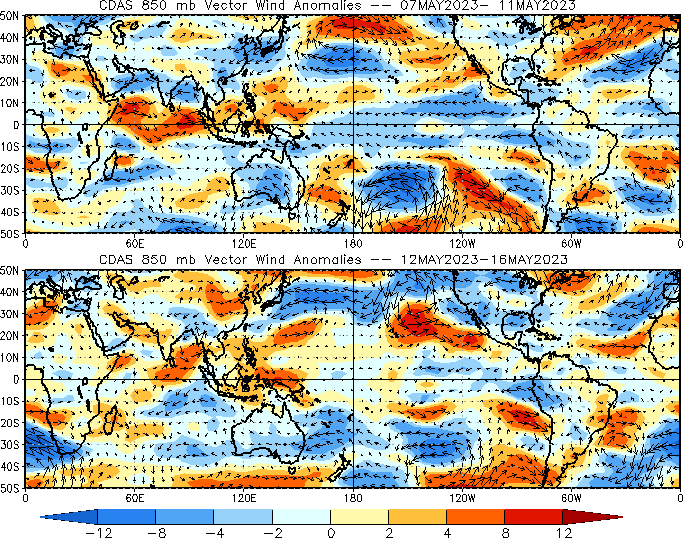 CDAS 850 mb Vector Wind Anomalies -- 07MAY2023- 11MAY2023
50N
40N
30N
20N
10N
0
10S
20S
30S
40S
50S
0 60E 120E 180 120W 60W 0
CDAS 850 mb Vector Wind Anomalies -- 12MAY2023-16MAY2023
50N
40N
30N
20N
10N
0
10S
20S
30S
40S
50S
0 60E 120E 180 120W 60W 0
-12 -8 -4 -2 0 2 4 8 12